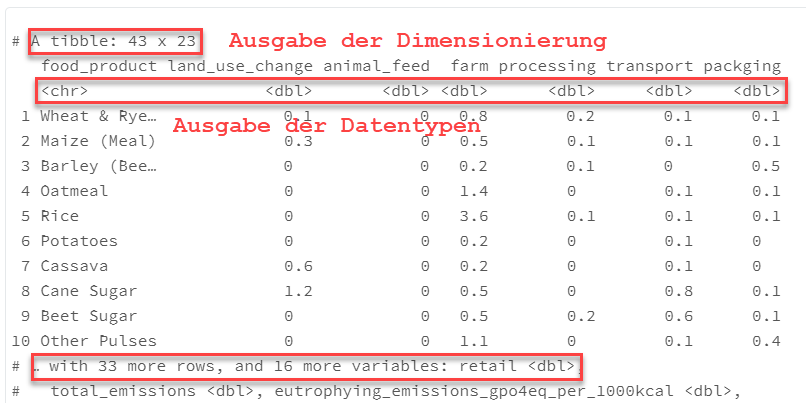 # A tibble: 43 x 23 Ausgabe der Dimensionierung
food_product land_use_change animal_feed farm processing transport packging
<chr> <dbl> <dbl> <dbl> <dbl> <dbl> <dbl>
1 Wheat & Rye… 0.1 0 0.8 0.2 0.1 0.1
Ausgabe der Datentypen
2 Maize (Meal) 0.3 0 0.5 0.1 0.1 0.1
3 Barley (Bee… 0 0 0.2 0.1 0 0.5
4 Oatmeal 0 0 1.4 0 0.1 0.1
5 Rice 0 0 3.6 0.1 0.1 0.1
6 Potatoes 0 0 0.2 0 0.1 0
7 Cassava 0.6 0 0.2 0 0.1 0
8 Cane Sugar 1.2 0 0.5 0 0.8 0.1
9 Beet Sugar 0 0 0.5 0.2 0.6 0.1
10 Other Pulses 0 0 1.1 0 0.1 0.4
# … with 33 more rows, and 16 more variables: retail <dbl>,
# total_emissions <dbl>, eutrophying_emissions_gpo4eq_per_1000kcal <dbl>,